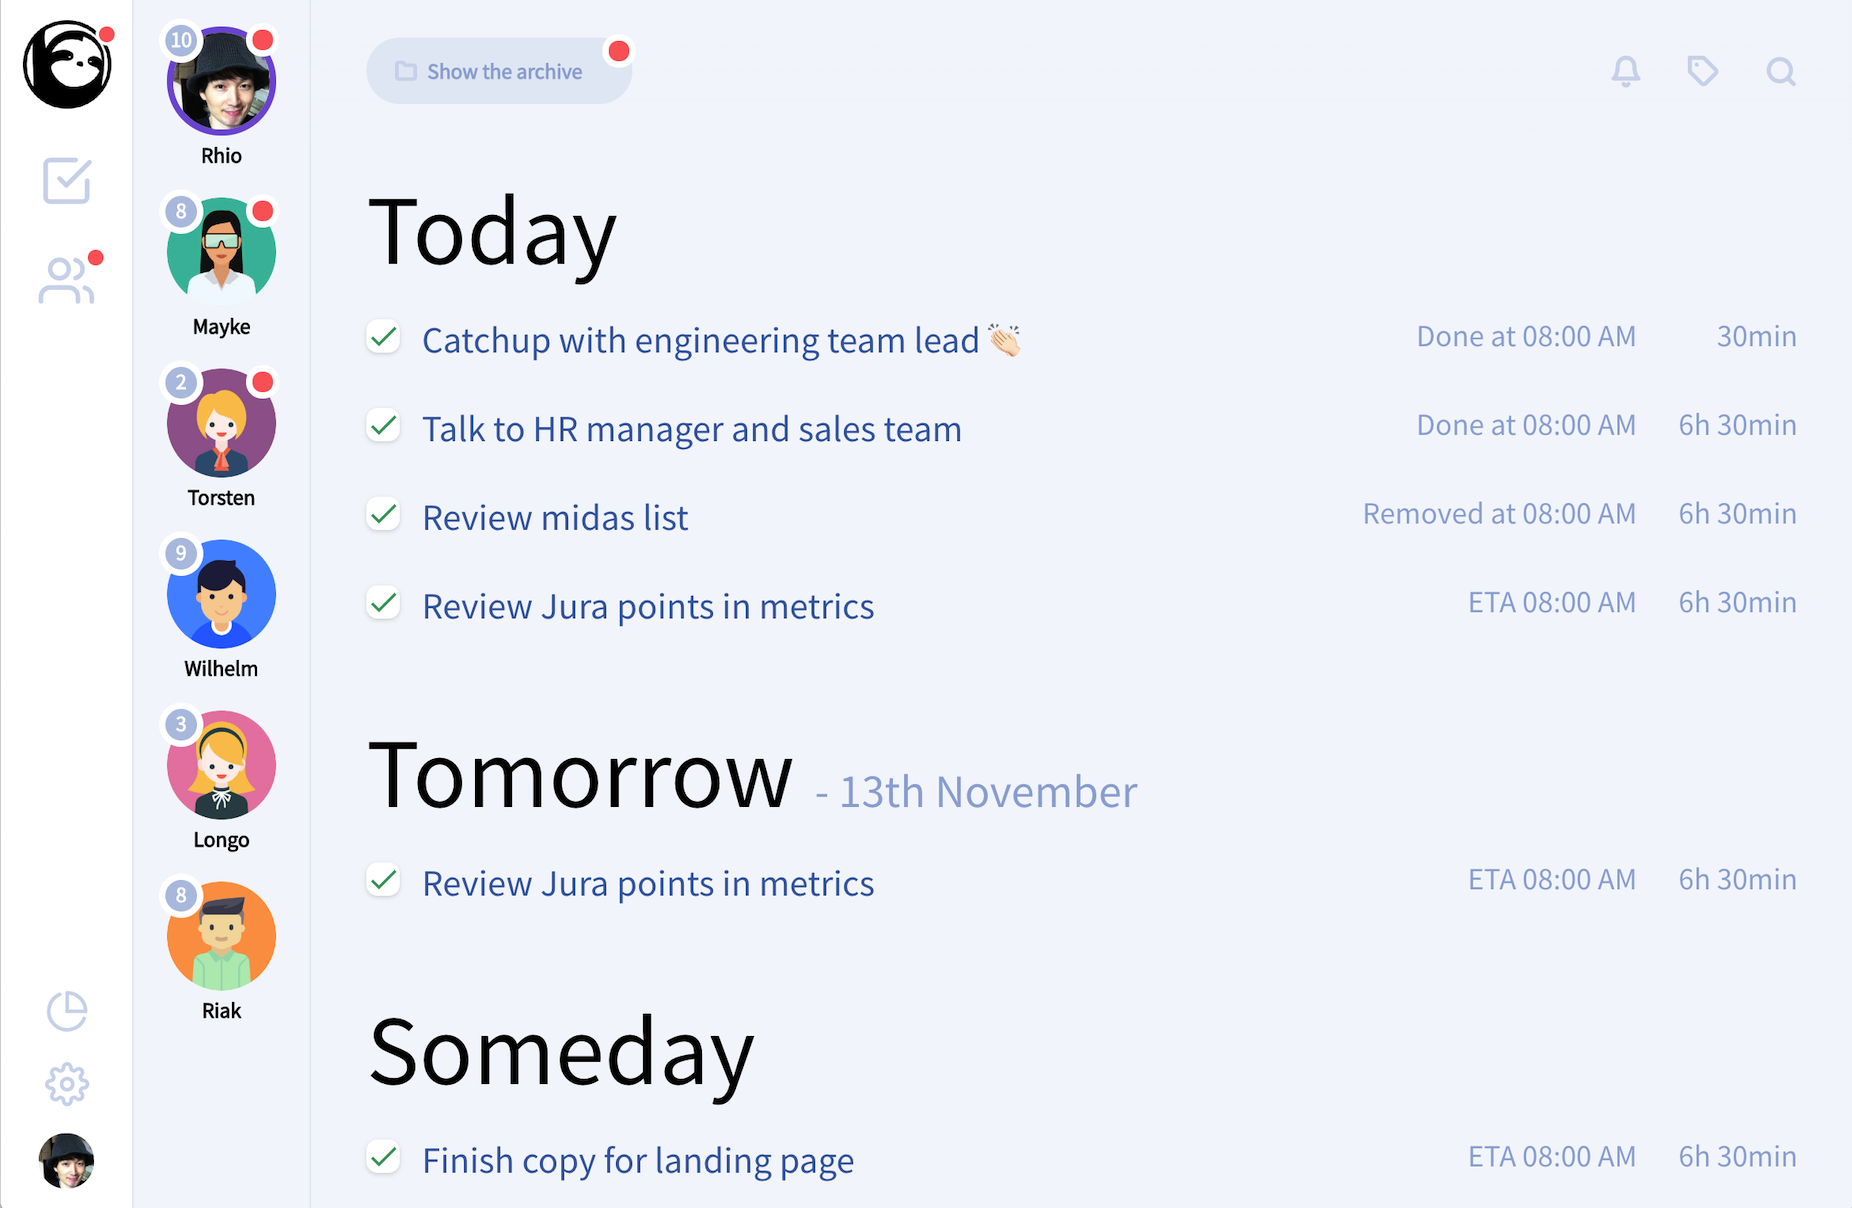 10
Rhio
8
Mayke
2
Torsten
9
Wilhelm
3
Longo
8
Riak
Show the archive
Today
Catchup with engineering team lead 👏🏻 Done at 08:00 AM 30min
Talk to HR manager and sales team Done at 08:00 AM 6h 30min
Review midas list Removed at 08:00 AM 6h 30min
Review Jura points in metrics ETA 08:00 AM 6h 30min
Tomorrow - 13th November
Review Jura points in metrics ETA 08:00 AM 6h 30min
Someday
Finish copy for landing page ETA 08:00 AM 6h 30min